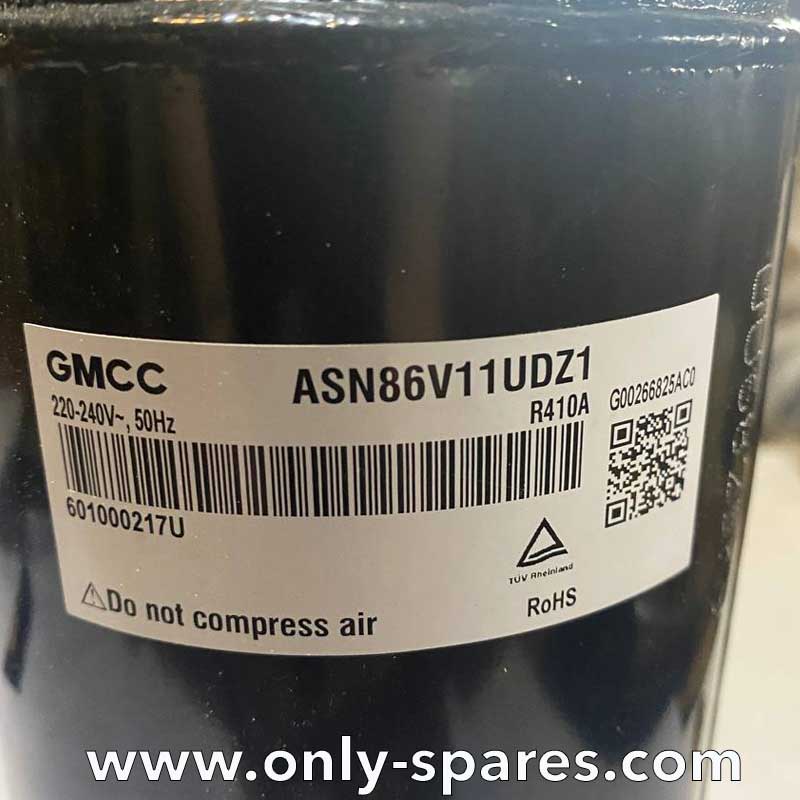 GMCC
ASN86V11UDZ1
220-240V~, 50Hz
R410A
G00266825AC0
601000217U
TÜV Rheinland
RoHS
Do not compress air
www.only-spares.com